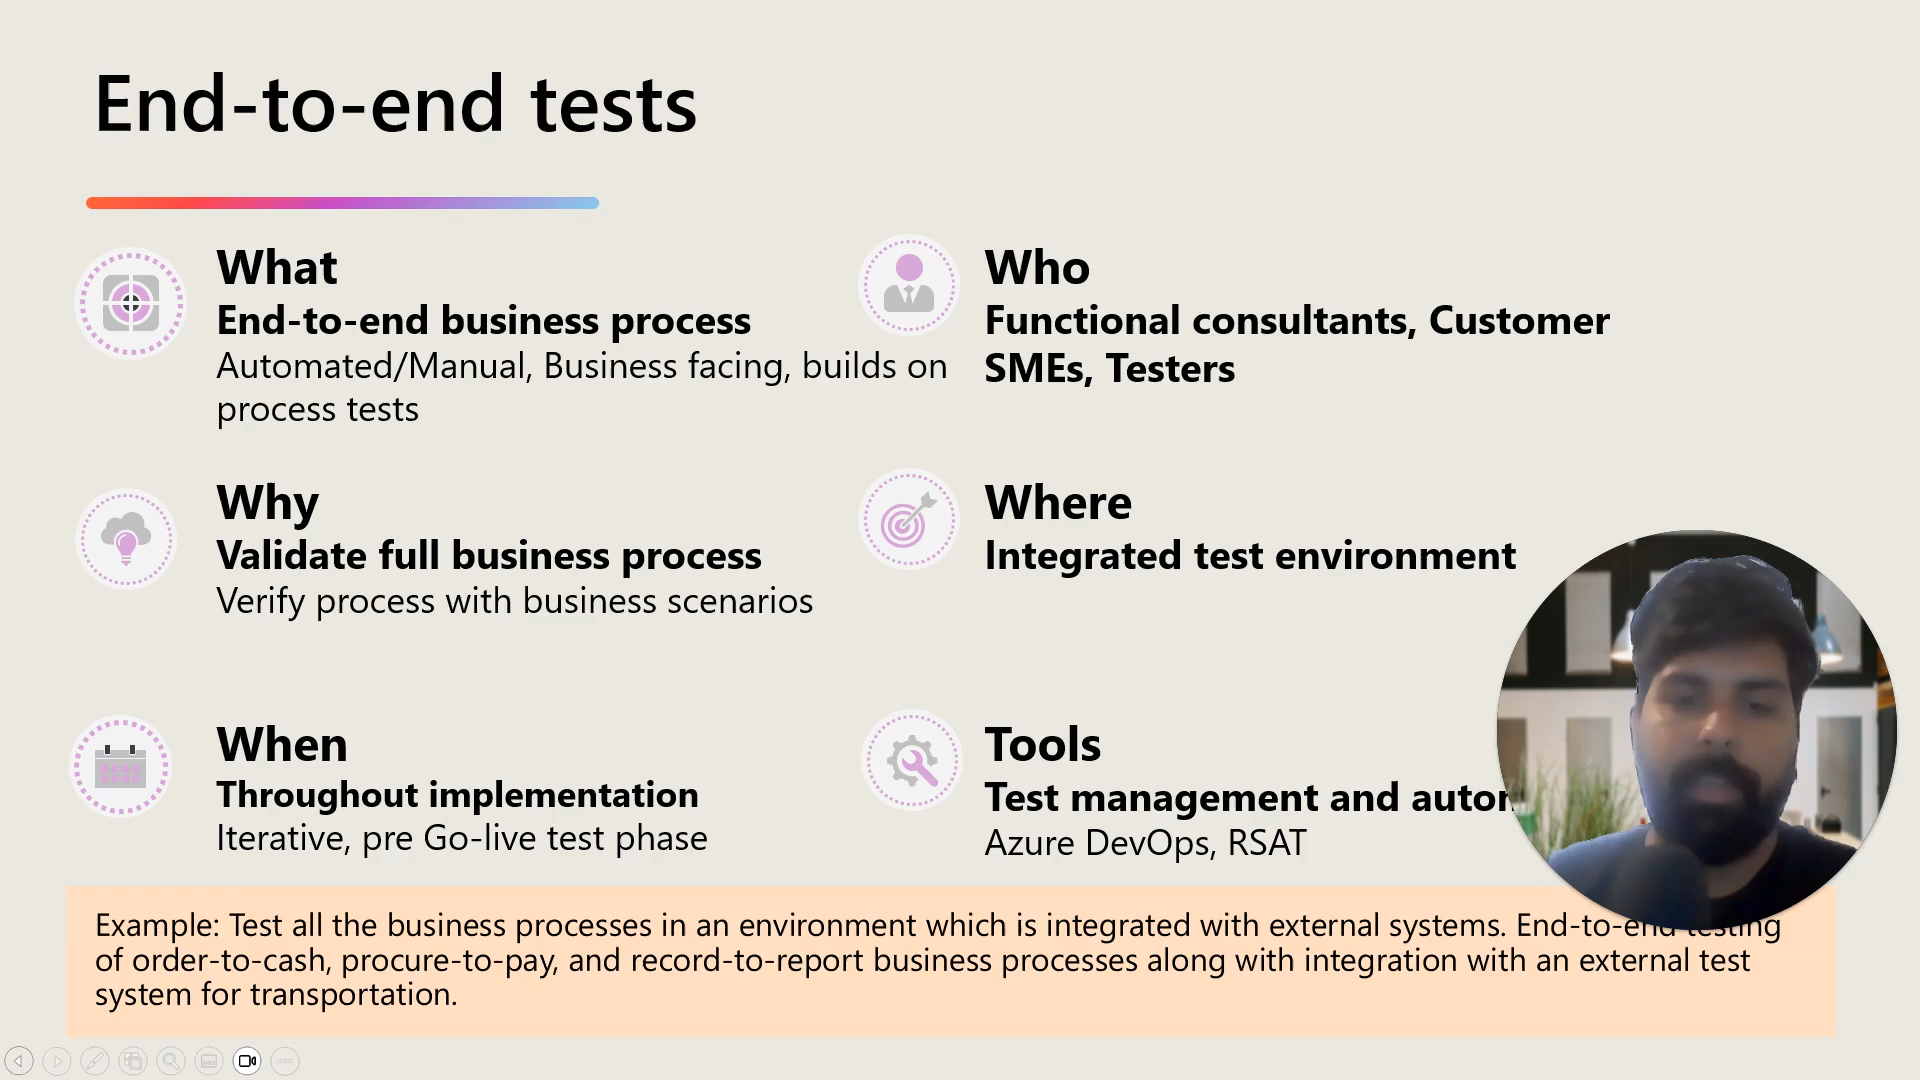 End-to-end tests
What
End-to-end business process
Automated/Manual, Business facing, builds on
process tests
Who
Functional consultants, Customer
SMEs, Testers
Why
Validate full business process
Verify process with business scenarios
Where
Integrated test environment
When
Throughout implementation
Iterative, pre Go-live test phase
Tools
Test management and
Azure DevOps, RSAT
Example: Test all the business processes in an environment which is integrated with external systems. End-to-end testing
of order-to-cash, procure-to-pay, and record-to-report business processes along with integration with an external test
system for transportation.